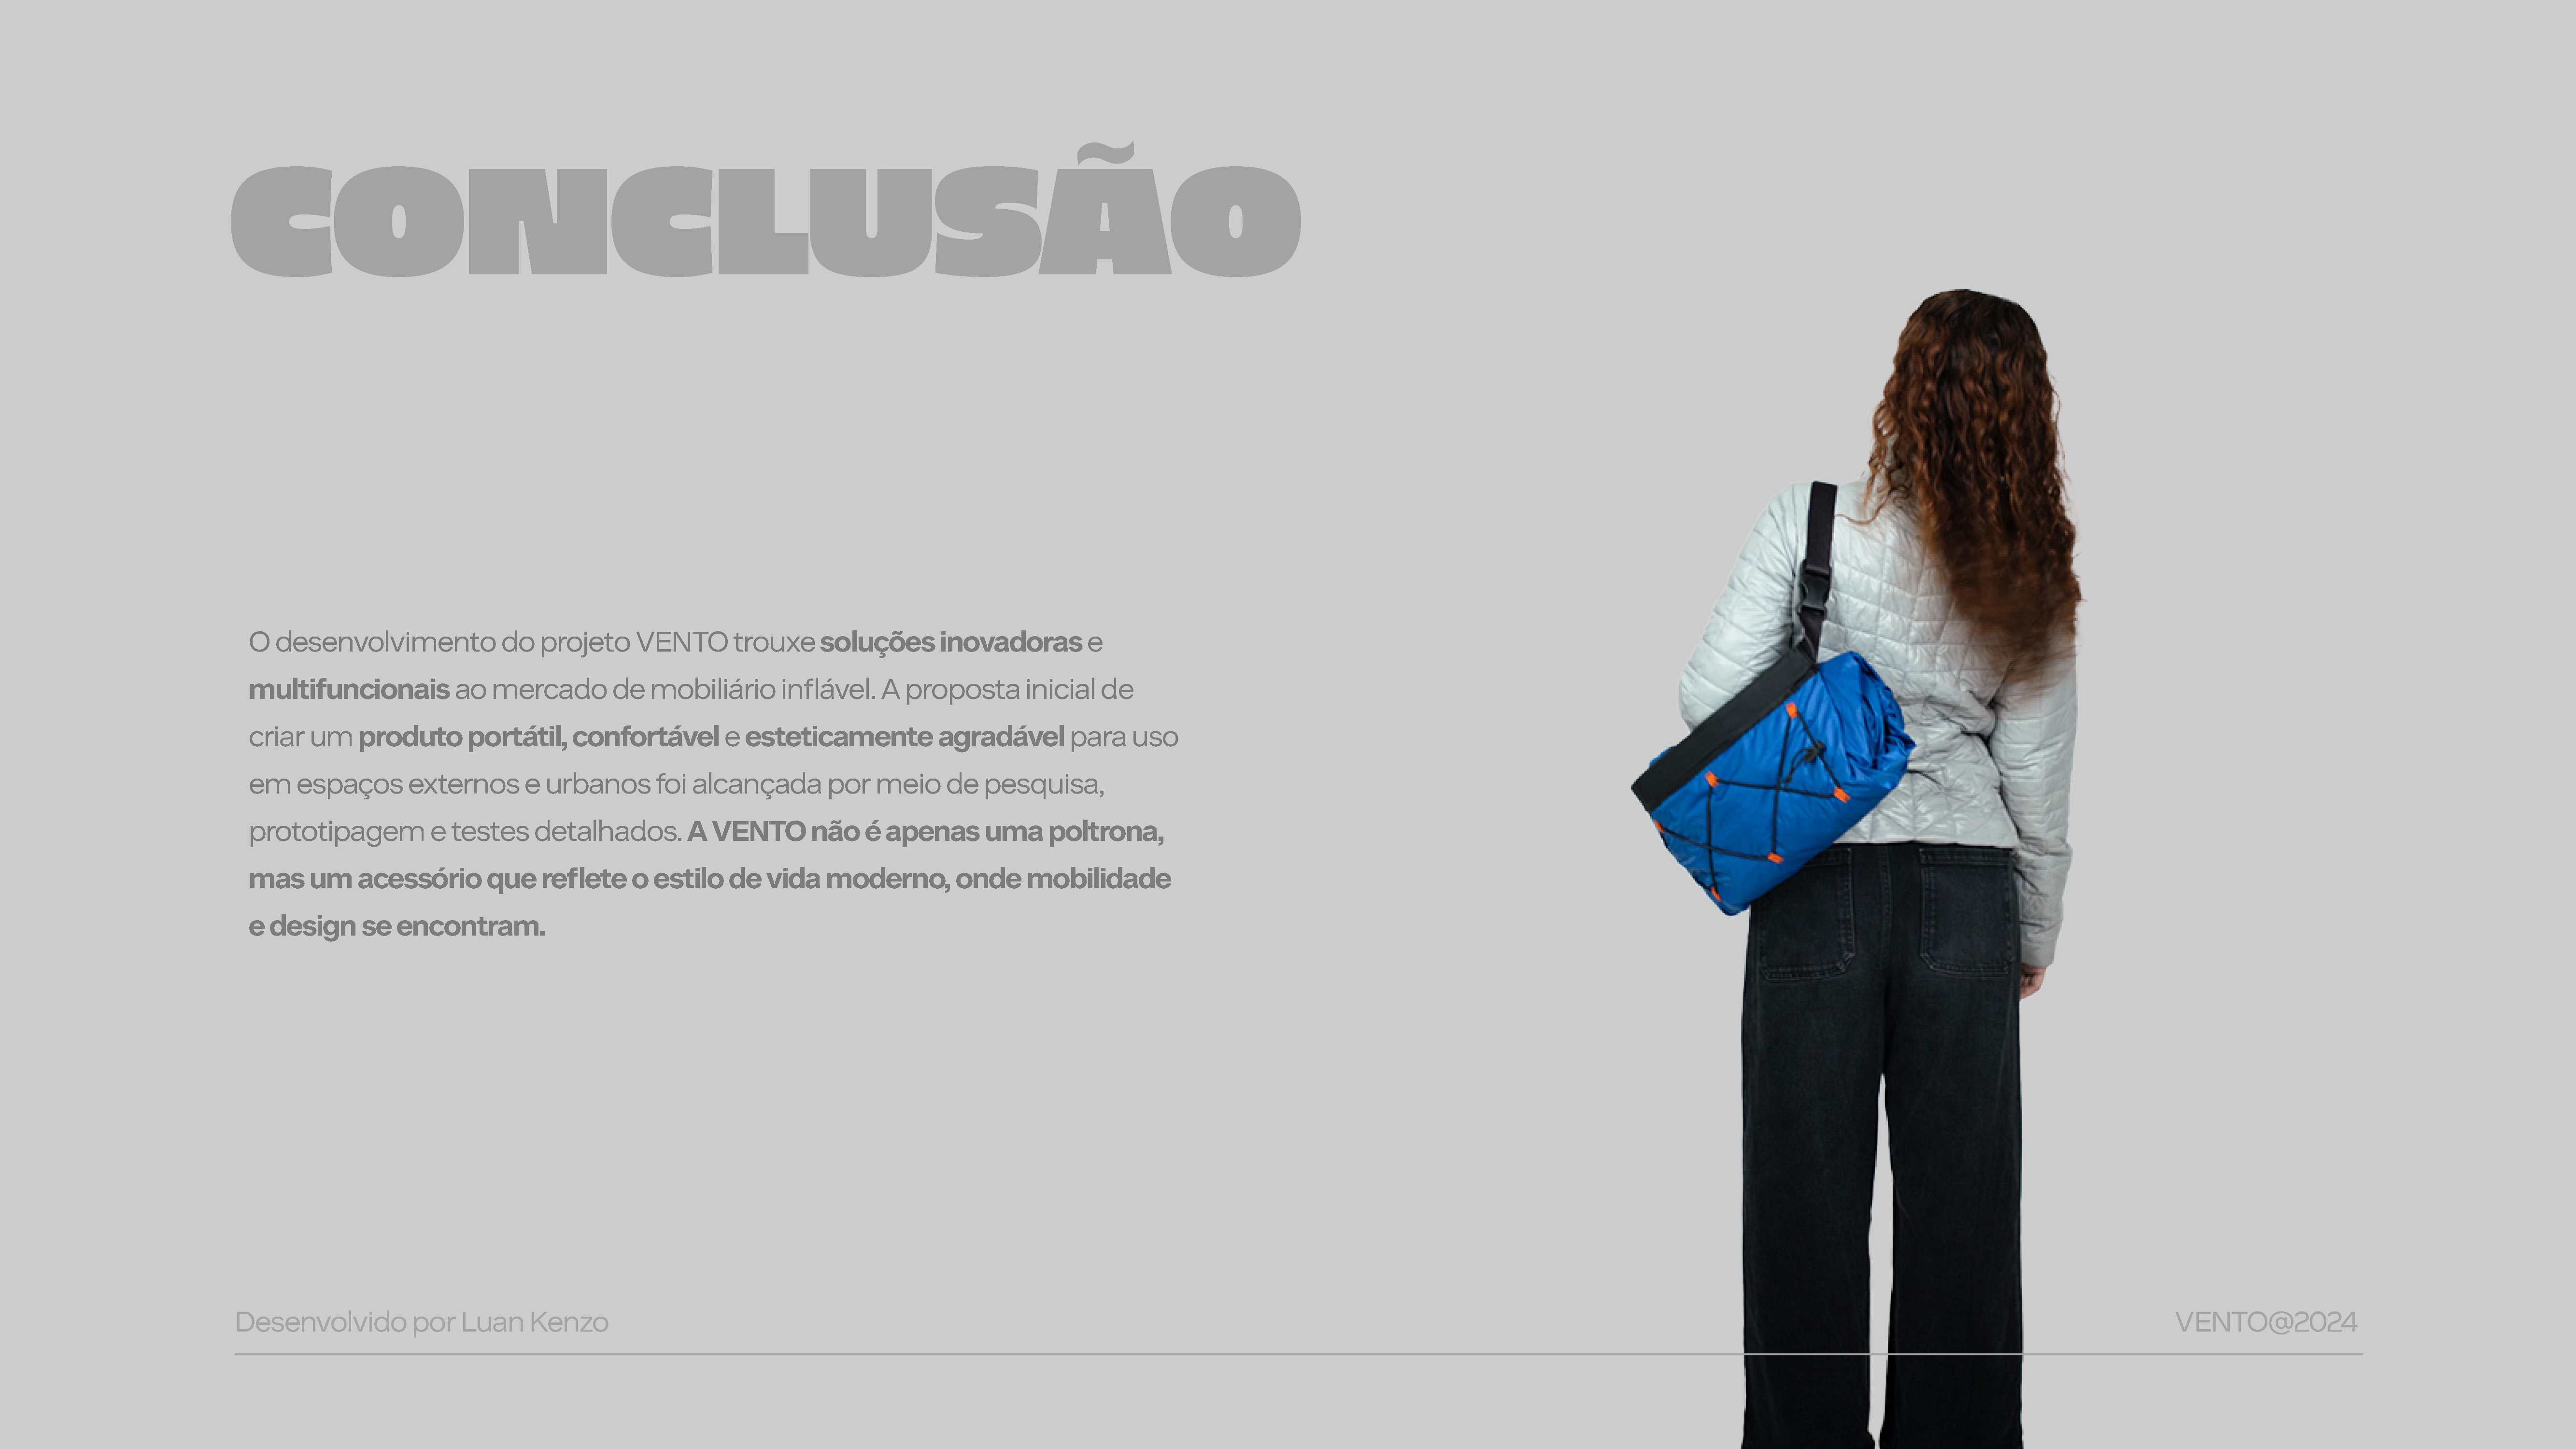 CONCLUSÃO
O desenvolvimento do projeto VENTO trouxe soluções inovadoras e
multifuncionais ao mercado de mobiliário inflável. A proposta inicial de
criar um produto portátil, confortável e esteticamente agradável para uso
em espaços externos e urbanos foi alcançada por meio de pesquisa,
prototipagem e testes detalhados. A VENTO não é apenas uma poltrona,
mas um acessório que reflete o estilo de vida moderno, onde mobilidade
e design se encontram.
Desenvolvido por Luan Kenzo
VENTO@2024